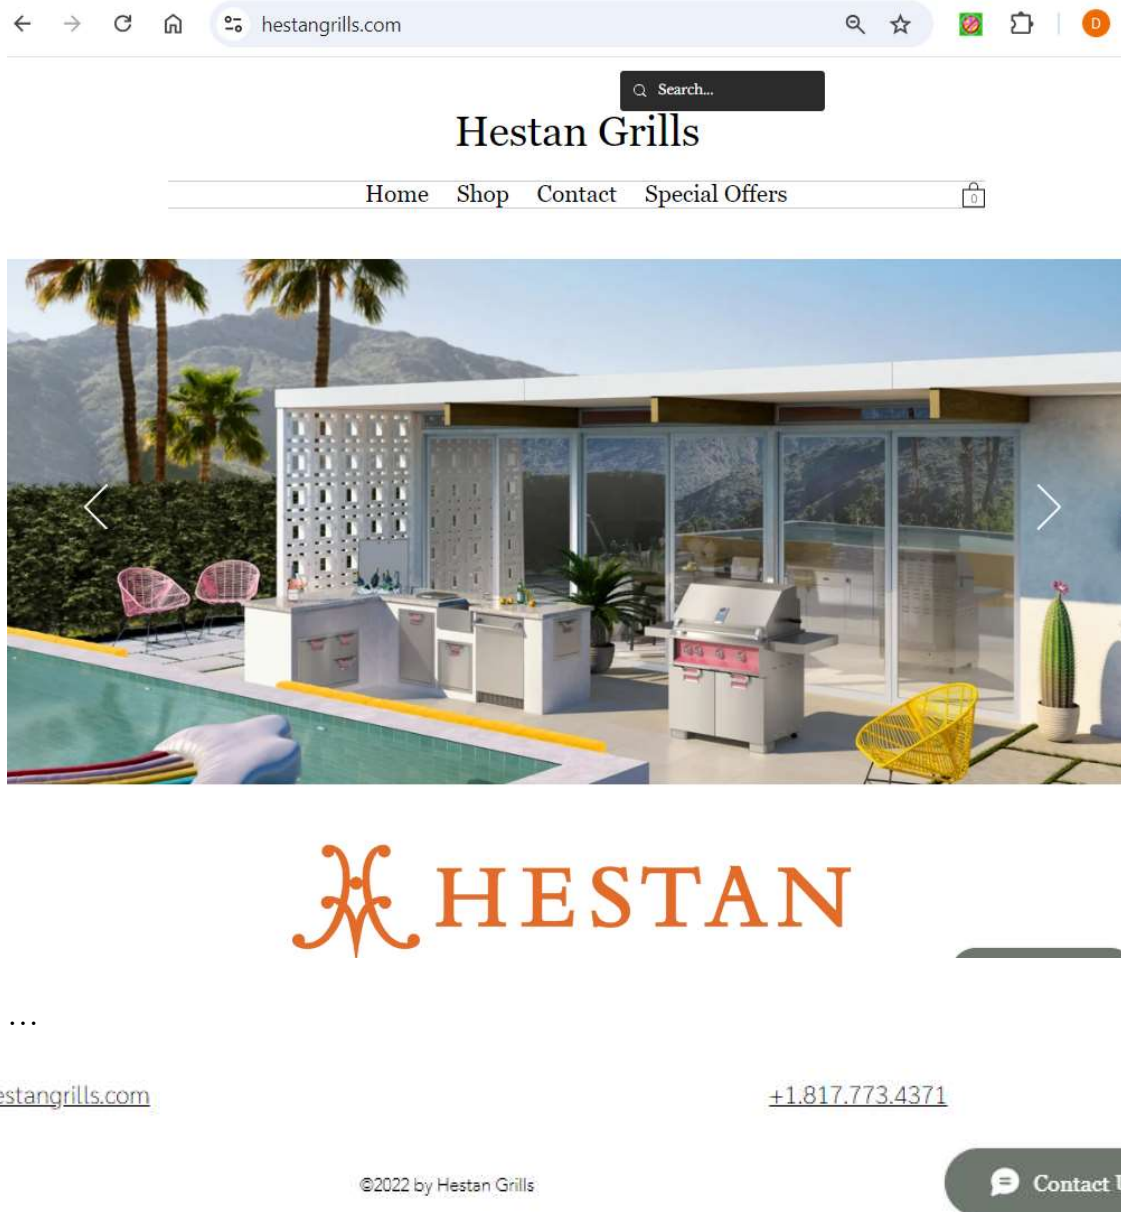 hestangrills.com
D
Search...
Hestan Grills
Home Shop Contact Special Offers
0
HESTAN
...
estangrills.com
+1.817.773.4371
©2022 by Hestan Grills
Contact U